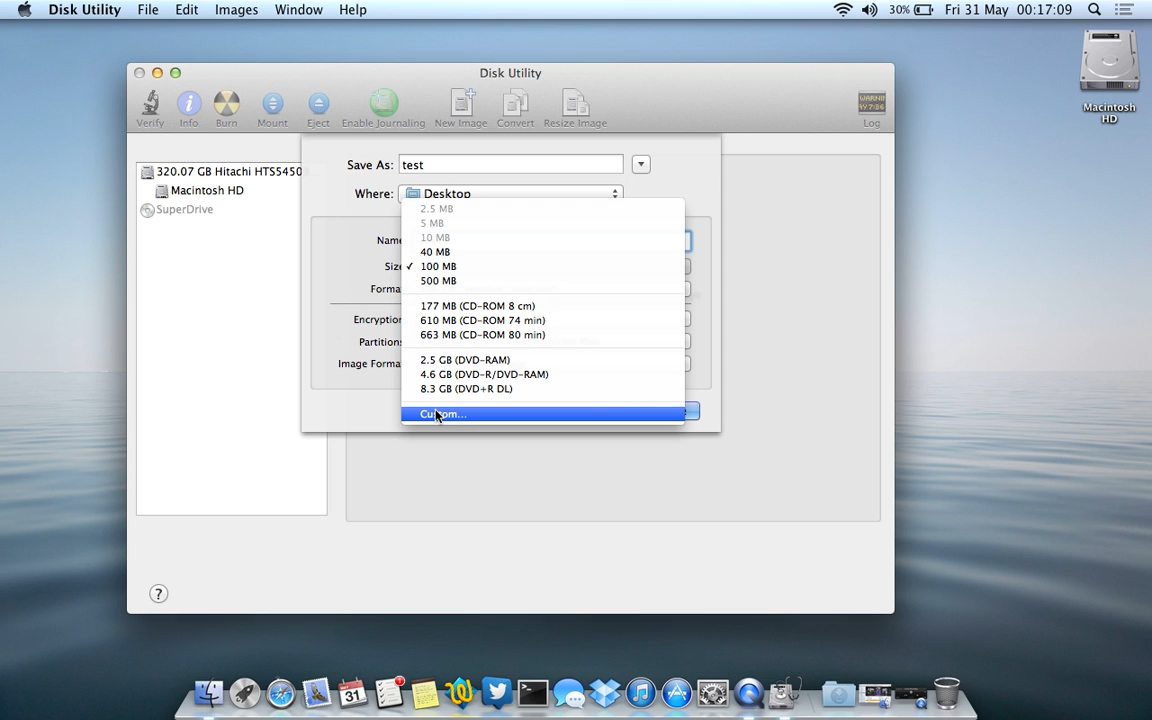 Disk Utility File Edit Images Window Help 30% Fri 31 May 00:17:09
Macintosh
HD
Disk Utility
Verify Info Burn Mount Eject Enable Journaling New Image Convert Resize Image Log
WARNIN
Save As: test
Where: Desktop
320.07 GB Hitachi HTS5450
Macintosh HD
SuperDrive
Name
Size
Forma
Encryption
Partitions
Image Forma
2.5 MB
5 MB
10 MB
40 MB
✓ 100 MB
500 MB
177 MB (CD-ROM 8 cm)
610 MB (CD-ROM 74 min)
663 MB (CD-ROM 80 min)
2.5 GB (DVD-RAM)
4.6 GB (DVD-R/DVD-RAM)
8.3 GB (DVD+R DL)
Custom...
?
31
1